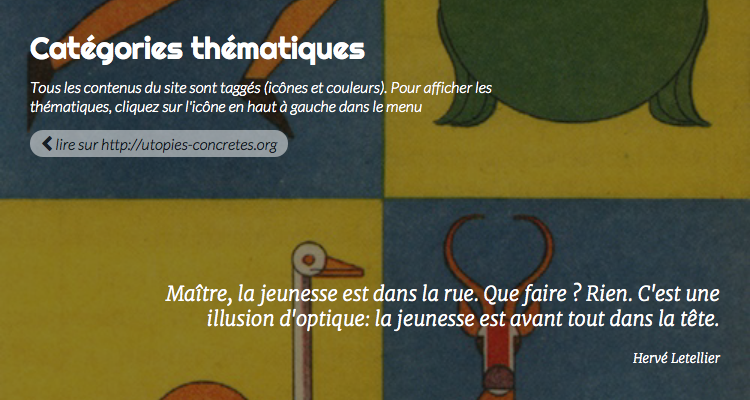 Catégories thématiques
Tous les contenus du site sont taggés (icônes et couleurs). Pour afficher les
thématiques, cliquez sur l'icône en haut à gauche dans le menu
lire sur http://utopies-concretes.org
Maître, la jeunesse est dans la rue. Que faire ? Rien. C'est une
illusion d'optique: la jeunesse est avant tout dans la tête.
Hervé Letellier